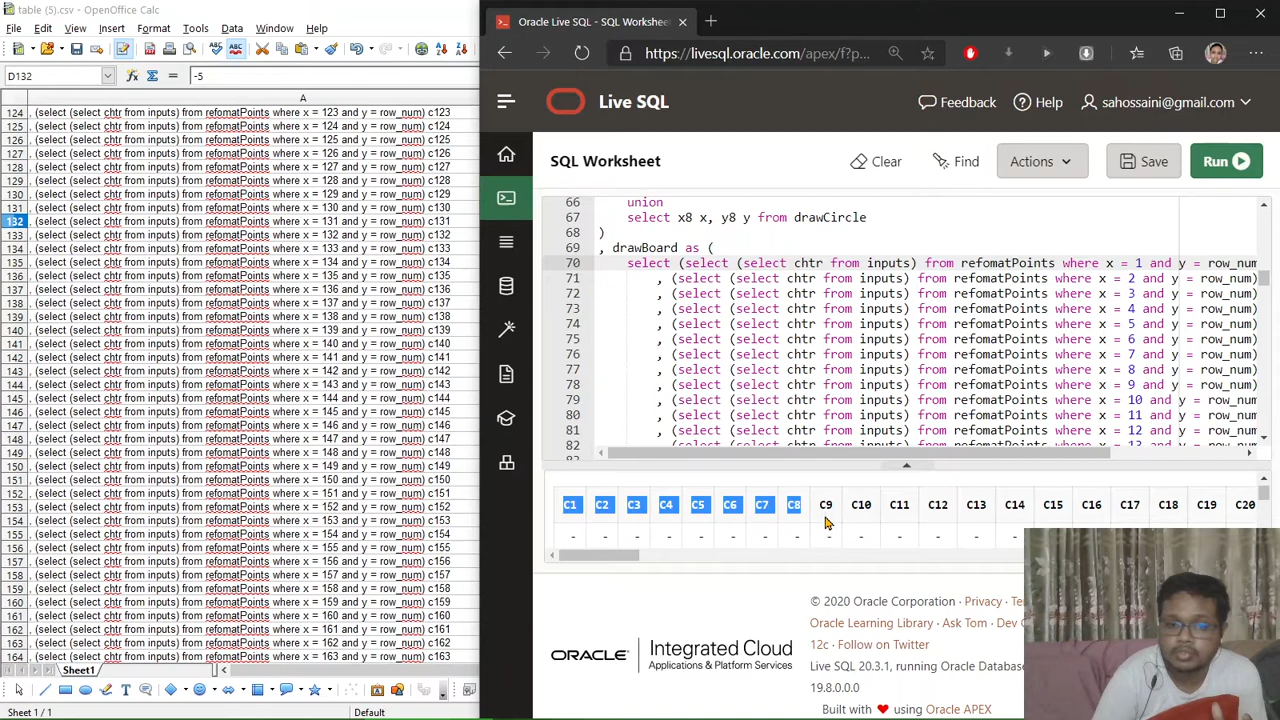 table (5).csv - OpenOffice Calc
File Edit View Insert Format Tools Data Window Help
D132 -5
A
124 , (select (select chtr from inputs) from refomatPoints where x = 123 and y = row_num) c123
125 , (select (select chtr from inputs) from refomatPoints where x = 124 and y = row_num) c124
126 , (select (select chtr from inputs) from refomatPoints where x = 125 and y = row_num) c125
127 , (select (select chtr from inputs) from refomatPoints where x = 126 and y = row_num) c126
128 , (select (select chtr from inputs) from refomatPoints where x = 127 and y = row_num) c127
129 , (select (select chtr from inputs) from refomatPoints where x = 128 and y = row_num) c128
130 , (select (select chtr from inputs) from refomatPoints where x = 129 and y = row_num) c129
131 , (select (select chtr from inputs) from refomatPoints where x = 130 and y = row_num) c130
132 , (select (select chtr from inputs) from refomatPoints where x = 131 and y = row_num) c131
133 , (select (select chtr from inputs) from refomatPoints where x = 132 and y = row_num) c132
134 , (select (select chtr from inputs) from refomatPoints where x = 133 and y = row_num) c133
135 , (select (select chtr from inputs) from refomatPoints where x = 134 and y = row_num) c134
136 , (select (select chtr from inputs) from refomatPoints where x = 135 and y = row_num) c135
137 , (select (select chtr from inputs) from refomatPoints where x = 136 and y = row_num) c136
138 , (select (select chtr from inputs) from refomatPoints where x = 137 and y = row_num) c137
139 , (select (select chtr from inputs) from refomatPoints where x = 138 and y = row_num) c138
140 , (select (select chtr from inputs) from refomatPoints where x = 139 and y = row_num) c139
141 , (select (select chtr from inputs) from refomatPoints where x = 140 and y = row_num) c140
142 , (select (select chtr from inputs) from refomatPoints where x = 141 and y = row_num) c141
143 , (select (select chtr from inputs) from refomatPoints where x = 142 and y = row_num) c142
144 , (select (select chtr from inputs) from refomatPoints where x = 143 and y = row_num) c143
145 , (select (select chtr from inputs) from refomatPoints where x = 144 and y = row_num) c144
146 , (select (select chtr from inputs) from refomatPoints where x = 145 and y = row_num) c145
147 , (select (select chtr from inputs) from refomatPoints where x = 146 and y = row_num) c146
148 , (select (select chtr from inputs) from refomatPoints where x = 147 and y = row_num) c147
149 , (select (select chtr from inputs) from refomatPoints where x = 148 and y = row_num) c148
150 , (select (select chtr from inputs) from refomatPoints where x = 149 and y = row_num) c149
151 , (select (select chtr from inputs) from refomatPoints where x = 150 and y = row_num) c150
152 , (select (select chtr from inputs) from refomatPoints where x = 151 and y = row_num) c151
153 , (select (select chtr from inputs) from refomatPoints where x = 152 and y = row_num) c152
154 , (select (select chtr from inputs) from refomatPoints where x = 153 and y = row_num) c153
155 , (select (select chtr from inputs) from refomatPoints where x = 154 and y = row_num) c154
156 , (select (select chtr from inputs) from refomatPoints where x = 155 and y = row_num) c155
157 , (select (select chtr from inputs) from refomatPoints where x = 156 and y = row_num) c156
158 , (select (select chtr from inputs) from refomatPoints where x = 157 and y = row_num) c157
159 , (select (select chtr from inputs) from refomatPoints where x = 158 and y = row_num) c158
160 , (select (select chtr from inputs) from refomatPoints where x = 159 and y = row_num) c159
161 , (select (select chtr from inputs) from refomatPoints where x = 160 and y = row_num) c160
162 , (select (select chtr from inputs) from refomatPoints where x = 161 and y = row_num) c161
163 , (select (select chtr from inputs) from refomatPoints where x = 162 and y = row_num) c162
164 , (select (select chtr from inputs) from refomatPoints where x = 163 and y = row_num) c163
Sheet1
Sheet 1 / 1 Default
Oracle Live SQL - SQL Workshee
https://livesql.oracle.com/apex/f?p...
Live SQL Feedback Help sahossaini@gmail.com
SQL Worksheet Clear Find Actions Save Run
66 union
67 select x8 x, y8 y from drawCircle
68 )
69 , drawBoard as (
70 select (select (select chtr from inputs) from refomatPoints where x = 1 and y = row_num
71 , (select (select chtr from inputs) from refomatPoints where x = 2 and y = row_num)
72 , (select (select chtr from inputs) from refomatPoints where x = 3 and y = row_num)
73 , (select (select chtr from inputs) from refomatPoints where x = 4 and y = row_num)
74 , (select (select chtr from inputs) from refomatPoints where x = 5 and y = row_num)
75 , (select (select chtr from inputs) from refomatPoints where x = 6 and y = row_num)
76 , (select (select chtr from inputs) from refomatPoints where x = 7 and y = row_num)
77 , (select (select chtr from inputs) from refomatPoints where x = 8 and y = row_num)
78 , (select (select chtr from inputs) from refomatPoints where x = 9 and y = row_num)
79 , (select (select chtr from inputs) from refomatPoints where x = 10 and y = row_num)
80 , (select (select chtr from inputs) from refomatPoints where x = 11 and y = row_num)
81 , (select (select chtr from inputs) from refomatPoints where x = 12 and y = row_num)
82 , (select (select chtr from inputs) from refomatPoints where x = 13 and y = row_num)
C1 C2 C3 C4 C5 C6 C7 C8 C9 C10 C11 C12 C13 C14 C15 C16 C17 C18 C19 C20
- - - - - - - - - - - - - -
© 2020 Oracle Corporation · Privacy ·
Oracle Learning Library · Ask Tom · Dev
12c · Follow on Twitter
Live SQL 20.3.1, running Oracle Database
19.8.0.0.0
Built with ❤ using Oracle APEX
ORACLE Integrated Cloud
Applications & Platform Services